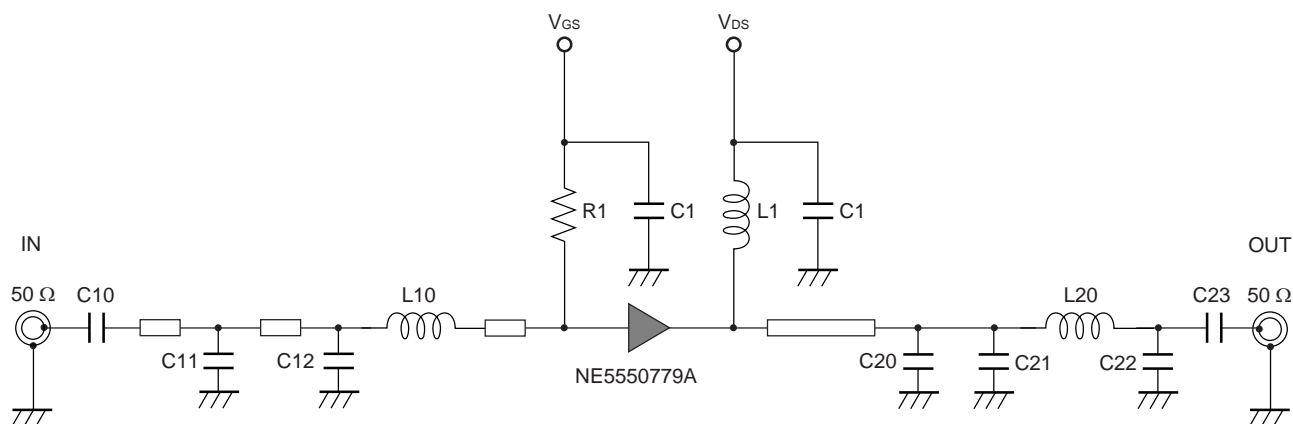 VGS
VDS
R1
C1
L1
C1
IN
OUT
50 Ω
C10
L10
L20
C23
50 Ω
C11
C12
C20
C21
C22
NE5550779A